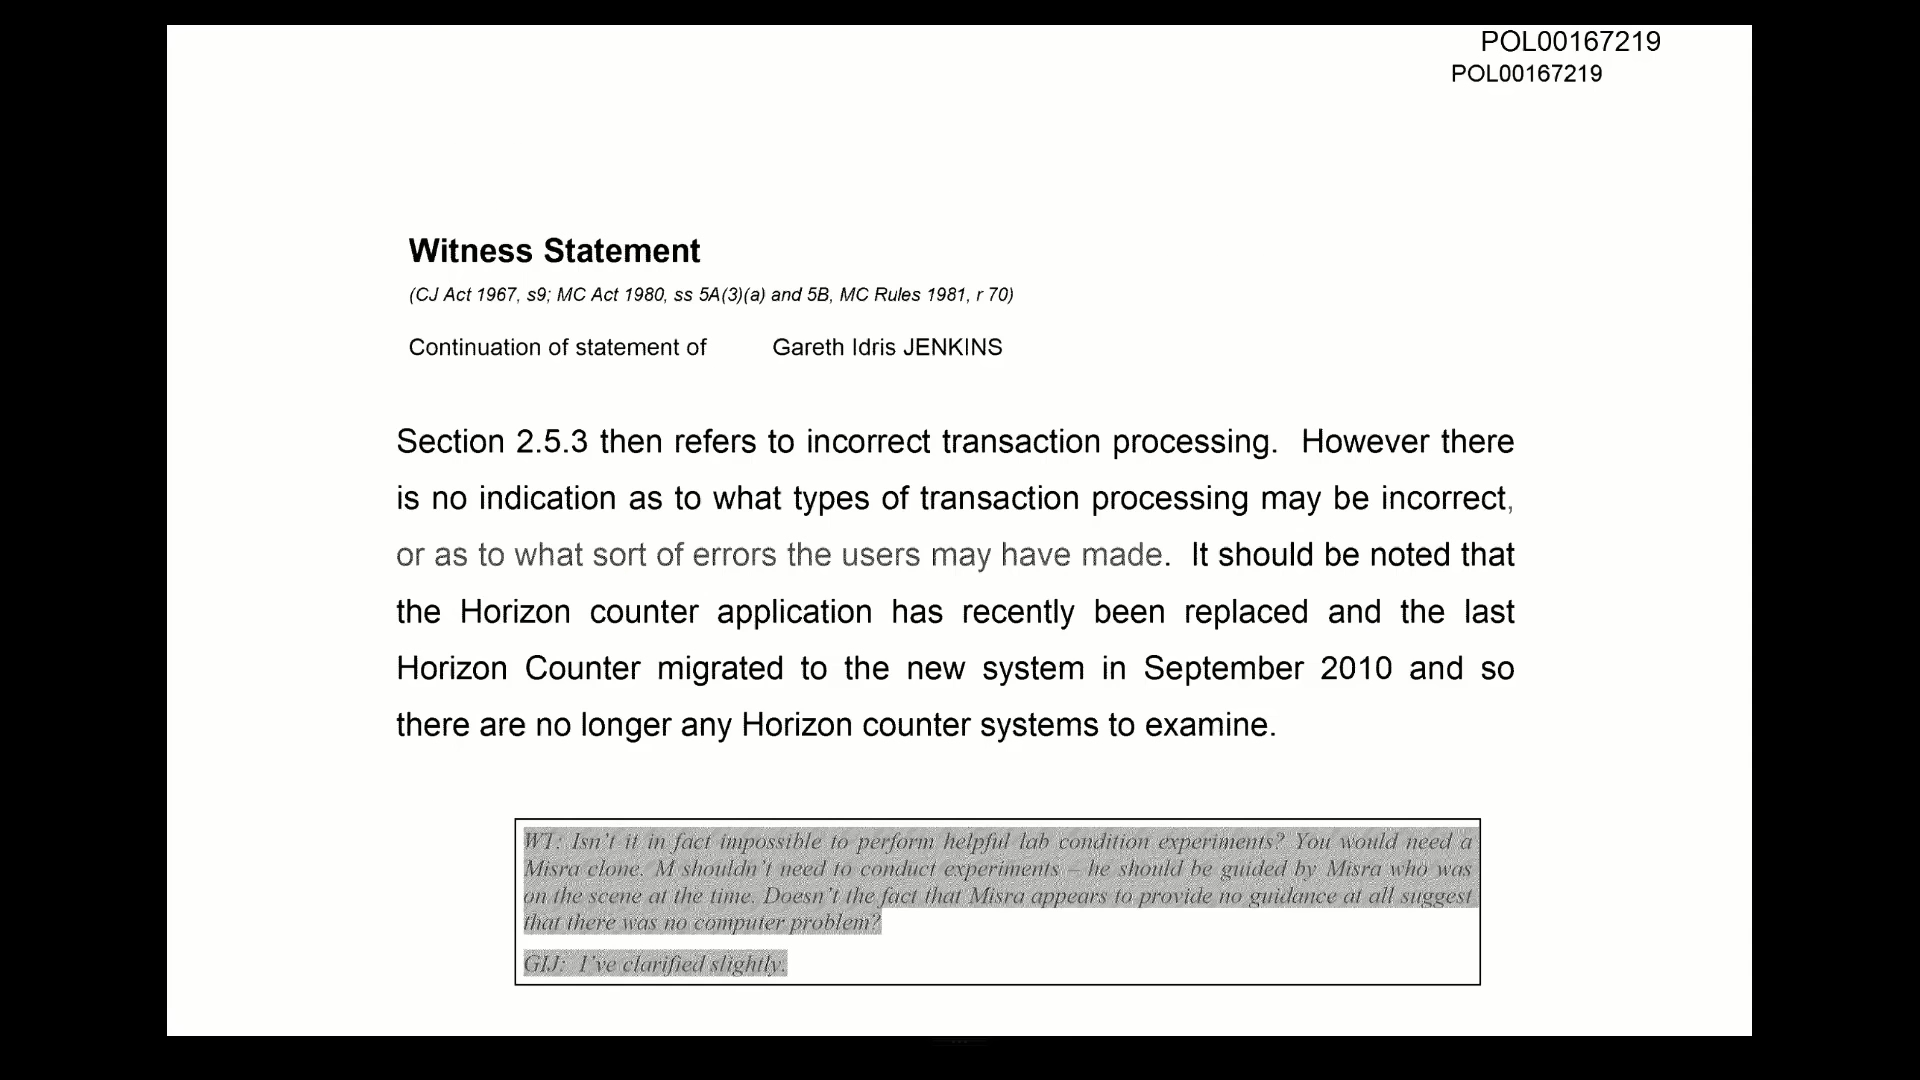 POL00167219
POL00167219
Witness Statement
(CJ Act 1967, s9; MC Act 1980, ss 5A(3)(a) and 5B, MC Rules 1981, r 70)
Continuation of statement of Gareth Idris JENKINS
Section 2.5.3 then refers to incorrect transaction processing. However there
is no indication as to what types of transaction processing may be incorrect,
or as to what sort of errors the users may have made. It should be noted that
the Horizon counter application has recently been replaced and the last
Horizon Counter migrated to the new system in September 2010 and so
there are no longer any Horizon counter systems to examine.
WT: Isn't it in fact impossible to perform helpful lab condition experiments? You would need a
Misra clone. M shouldn't need to conduct experiments – he should be guided by Misra who was
on the scene at the time. Doesn't the fact that Misra appears to provide no guidance at all suggest
that there was no computer problem?
GIJ: I've clarified slightly.